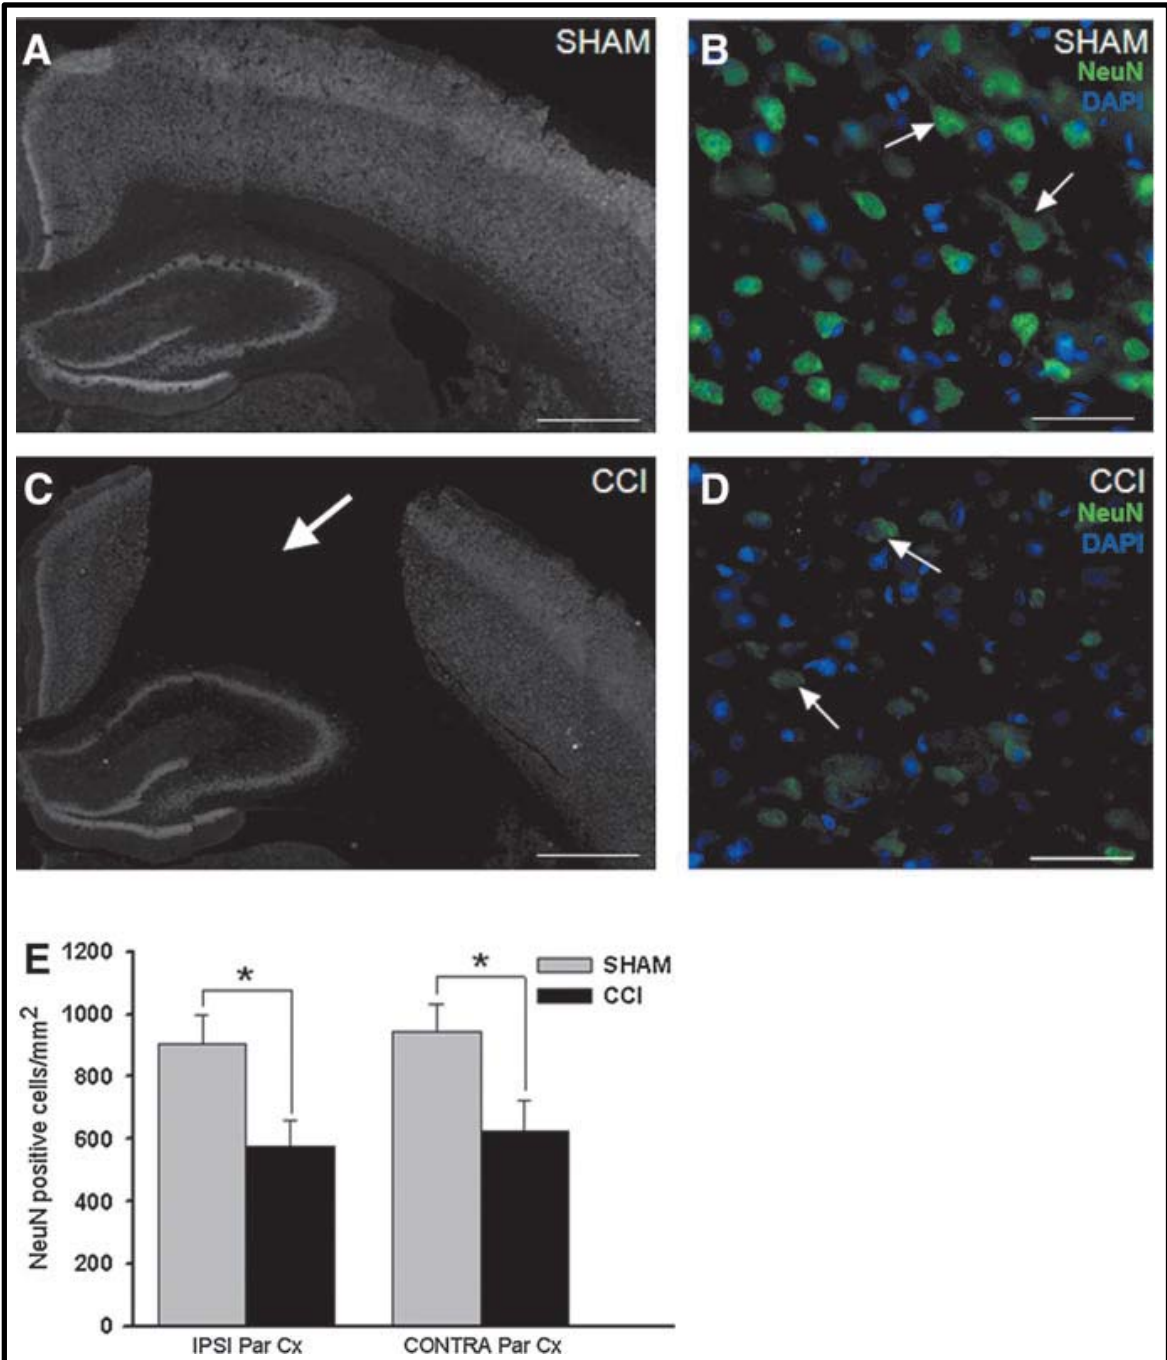 A
SHAM
B
SHAM
NeuN
DAPI
C
CCI
D
CCI
NeuN
DAPI
E
1200
1000
800
600
400
200
0
NeuN positive cells/mm²
*
*
SHAM
CCI
IPSI Par Cx
CONTRA Par Cx